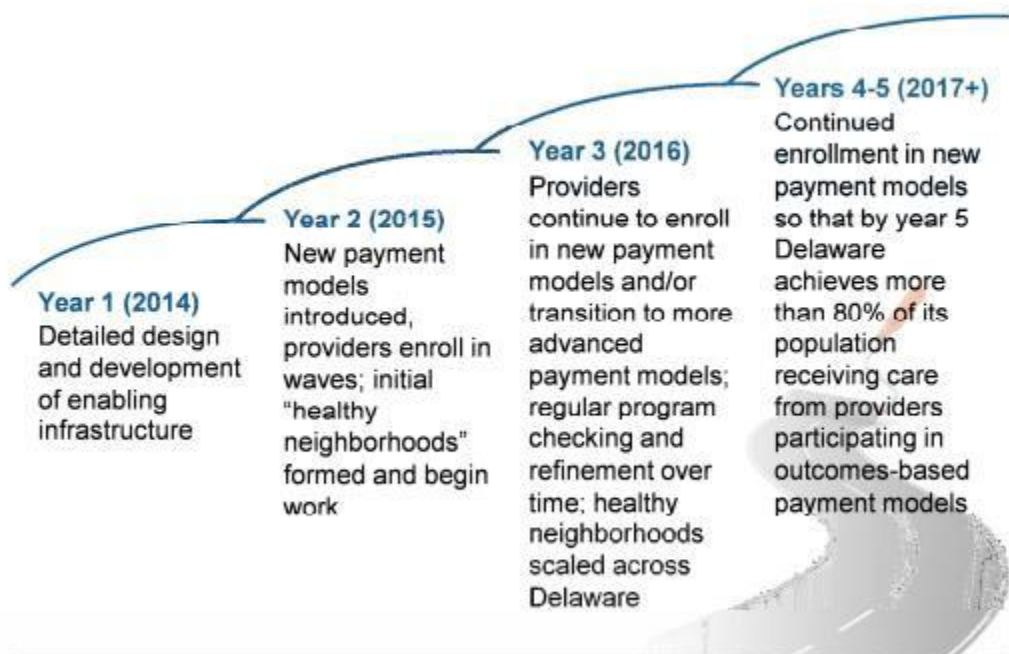 Year 1 (2014)
Detailed design
and development
of enabling
infrastructure
Year 2 (2015)
New payment
models
introduced,
providers enroll in
waves; initial
“healthy
neighborhoods”
formed and begin
work
Year 3 (2016)
Providers
continue to enroll
in new payment
models and/or
transition to more
advanced
payment models;
regular program
checking and
refinement over
time; healthy
neighborhoods
scaled across
Delaware
Years 4-5 (2017+)
Continued
enrollment in new
payment models
so that by year 5
Delaware
achieves more
than 80% of its
population
receiving care
from providers
participating in
outcomes-based
payment models